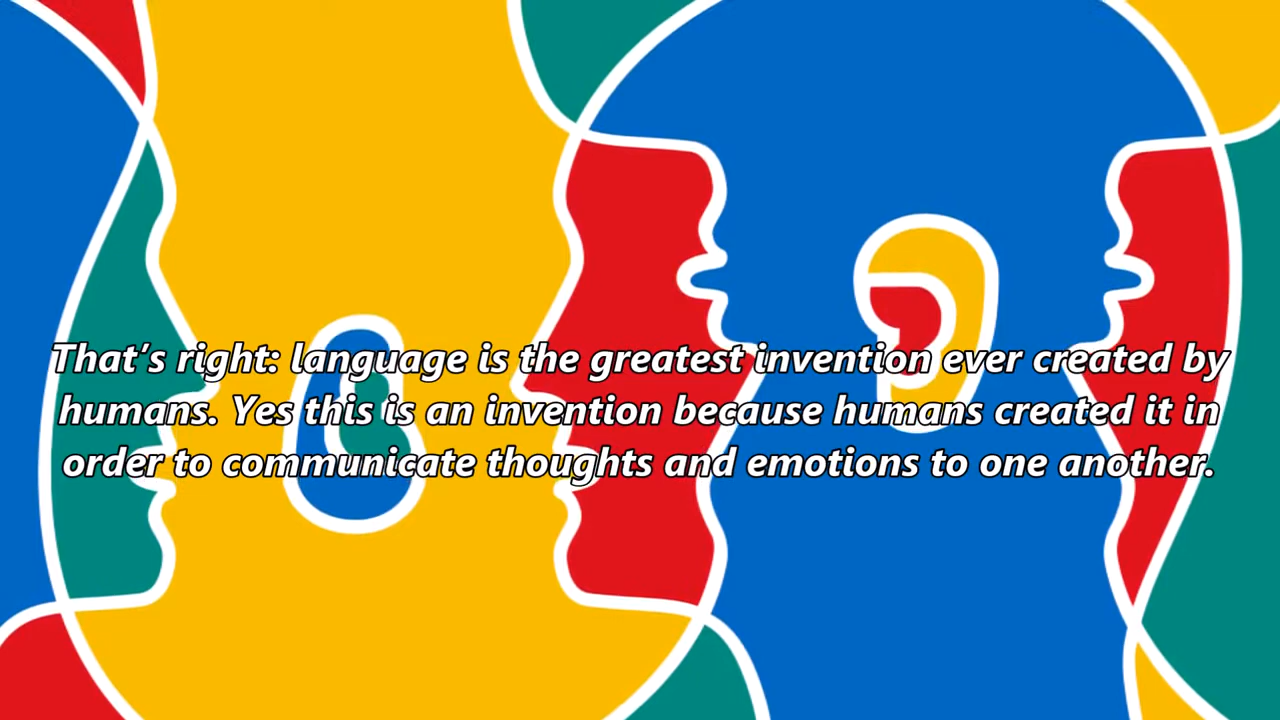 That’s right: language is the greatest invention ever created by
humans. Yes this is an invention because humans created it in
order to communicate thoughts and emotions to one another.